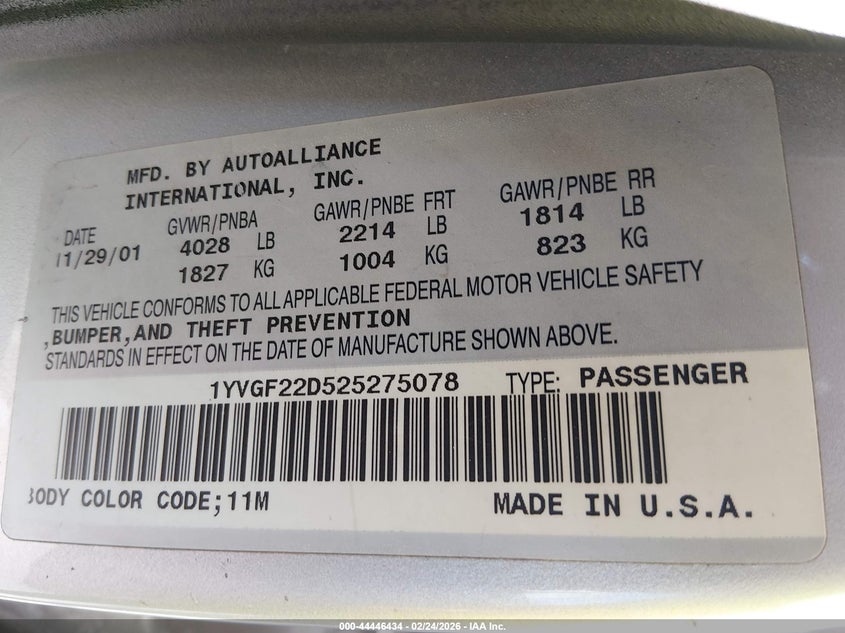 MFD. BY AUTOALLIANCE
INTERNATIONAL, INC.
DATE GVWR/PNBA GAWR/PNBE FRT GAWR/PNBE RR
11/29/01 4028 LB 2214 LB 1814 LB
1827 KG 1004 KG 823 KG
THIS VEHICLE CONFORMS TO ALL APPLICABLE FEDERAL MOTOR VEHICLE SAFETY
,BUMPER,AND THEFT PREVENTION
STANDARDS IN EFFECT ON THE DATE OF MANUFACTURE SHOWN ABOVE.
1YVGF22D525275078 TYPE: PASSENGER
BODY COLOR CODE;11M MADE IN U.S.A.
000-44446434 - 02/24/2026 - IAA Inc.